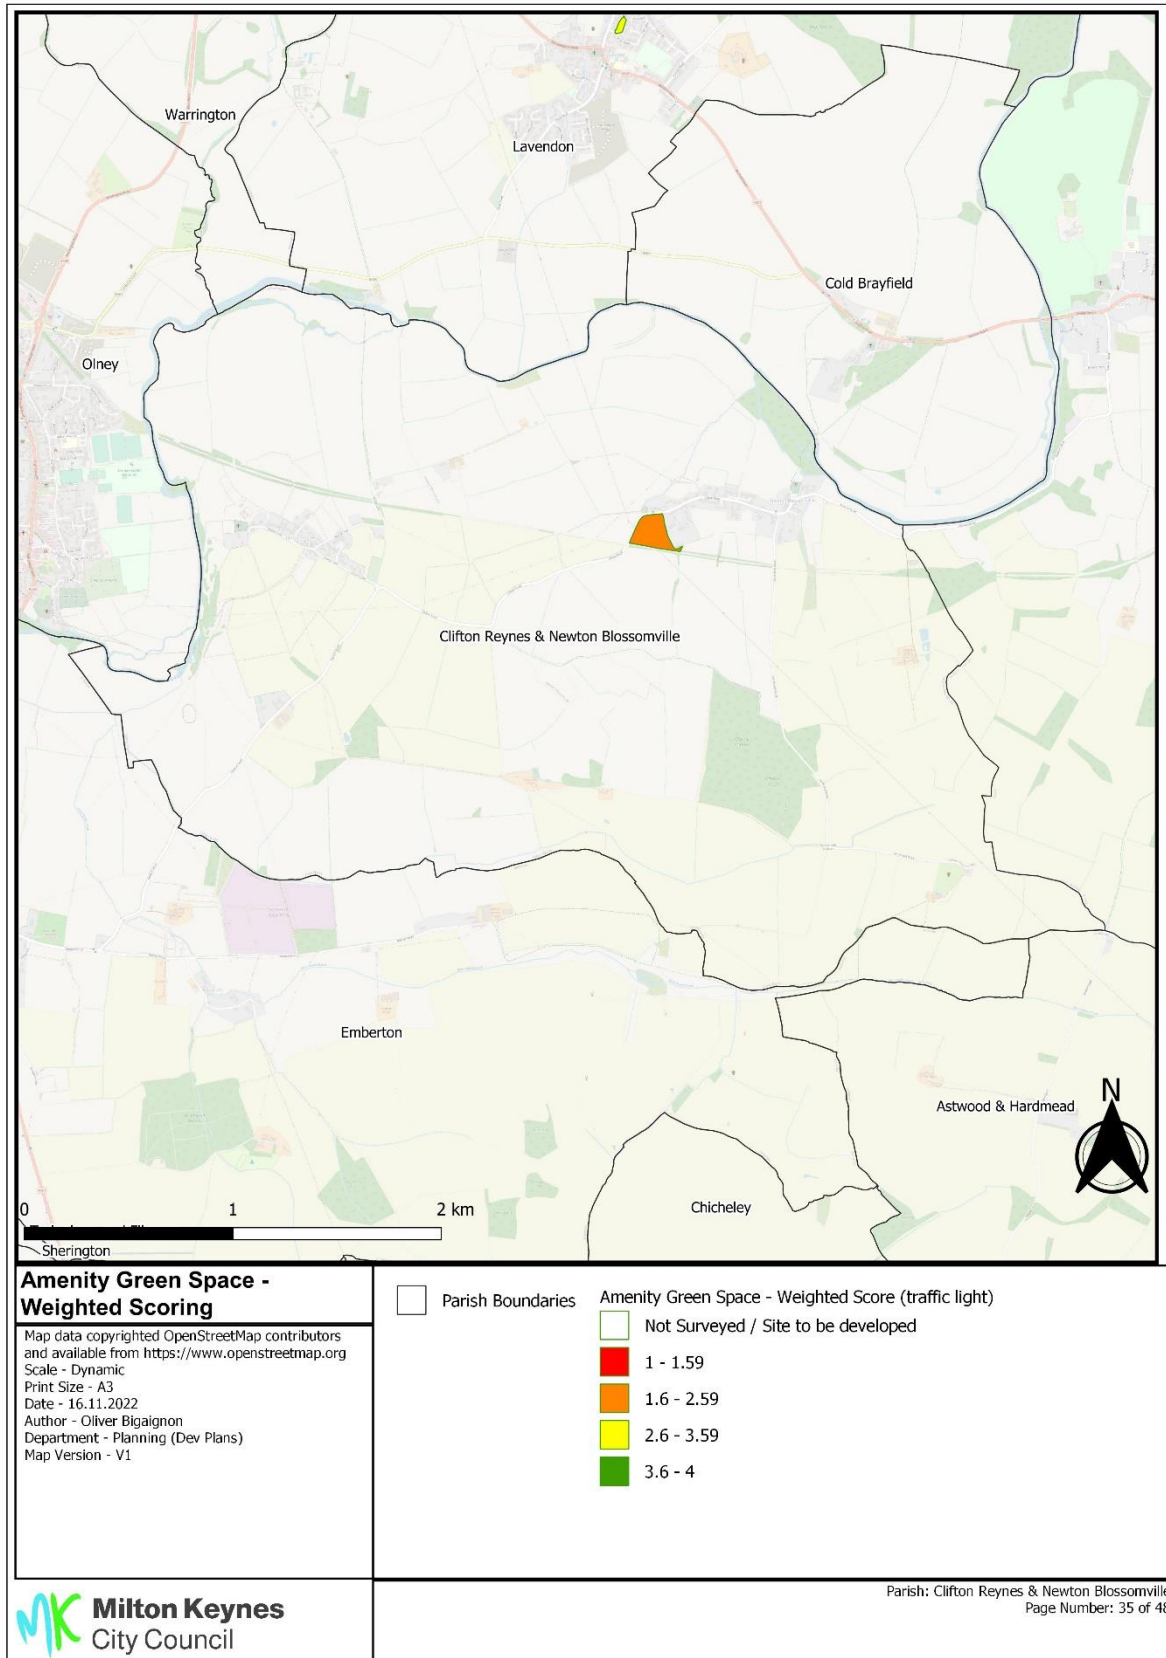 Warrington
Lavendon
Cold Brayfield
Olney
Clifton Reynes & Newton Blossomville
Emberton
Astwood & Hardmead
N
Chicheley
0 1 2 km
Sherington
Amenity Green Space -
Weighted Scoring
Map data copyrighted OpenStreetMap contributors
and available from https://www.openstreetmap.org
Scale - Dynamic
Print Size - A3
Date - 16.11.2022
Author - Oliver Bigaignon
Department - Planning (Dev Plans)
Map Version - V1
Parish Boundaries
Amenity Green Space - Weighted Score (traffic light)
Not Surveyed / Site to be developed
1 - 1.59
1.6 - 2.59
2.6 - 3.59
3.6 - 4
MK Milton Keynes
City Council
Parish: Clifton Reynes & Newton Blossomville
Page Number: 35 of 48